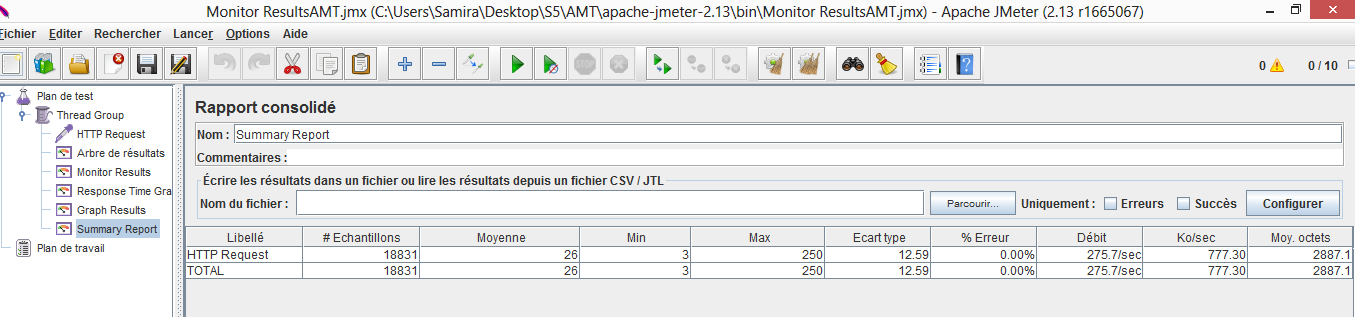 Monitor ResultsAMT.jmx (C:\Users\Samira\Desktop\S5\AMT\apache-jmeter-2.13\bin\Monitor ResultsAMT.jmx) - Apache JMeter (2.13 r1665067)
Fichier Editer Rechercher Lancer Options Aide
0 0 / 10
Plan de test
Thread Group
HTTP Request
Arbre de résultats
Monitor Results
Response Time Gra
Graph Results
Summary Report
Plan de travail
Rapport consolidé
Nom : Summary Report
Commentaires :
Écrire les résultats dans un fichier ou lire les résultats depuis un fichier CSV / JTL
Nom du fichier : Parcourir... Uniquement : Erreurs Succès Configurer
Libellé # Echantillons Moyenne Min Max Ecart type % Erreur Débit Ko/sec Moy. octets
HTTP Request 18831 26 3 250 12.59 0.00% 275.7/sec 777.30 2887.1
TOTAL 18831 26 3 250 12.59 0.00% 275.7/sec 777.30 2887.1